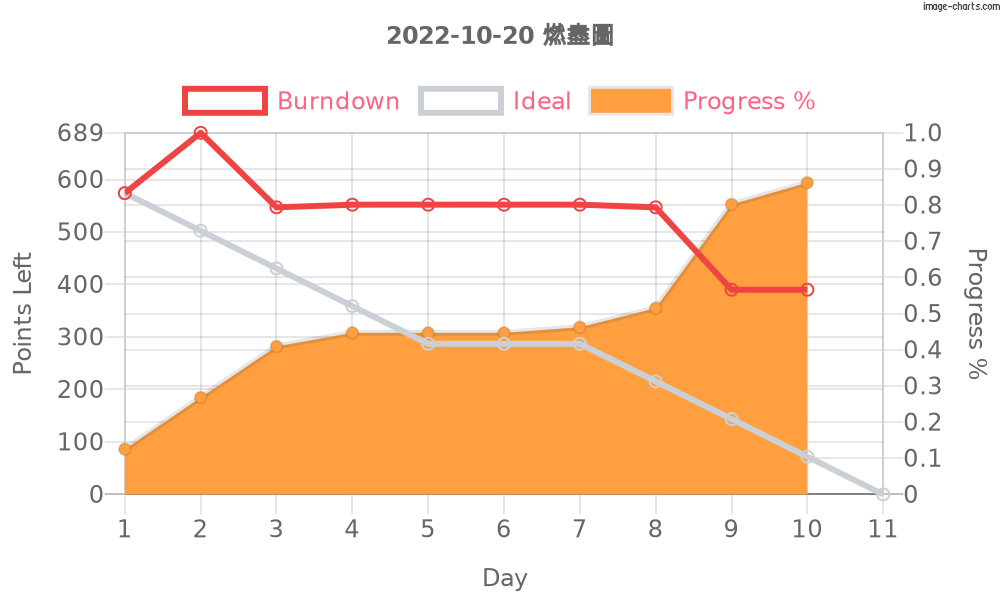 image-charts.com
2022-10-20 燃盡圖
Burndown Ideal Progress %
689 1.0
600 0.9
500 0.8
400 0.7
300 0.6
200 0.5
100 0.4
0 0.3
0.2
0.1
0
Points Left
Progress %
1 2 3 4 5 6 7 8 9 10 11
Day